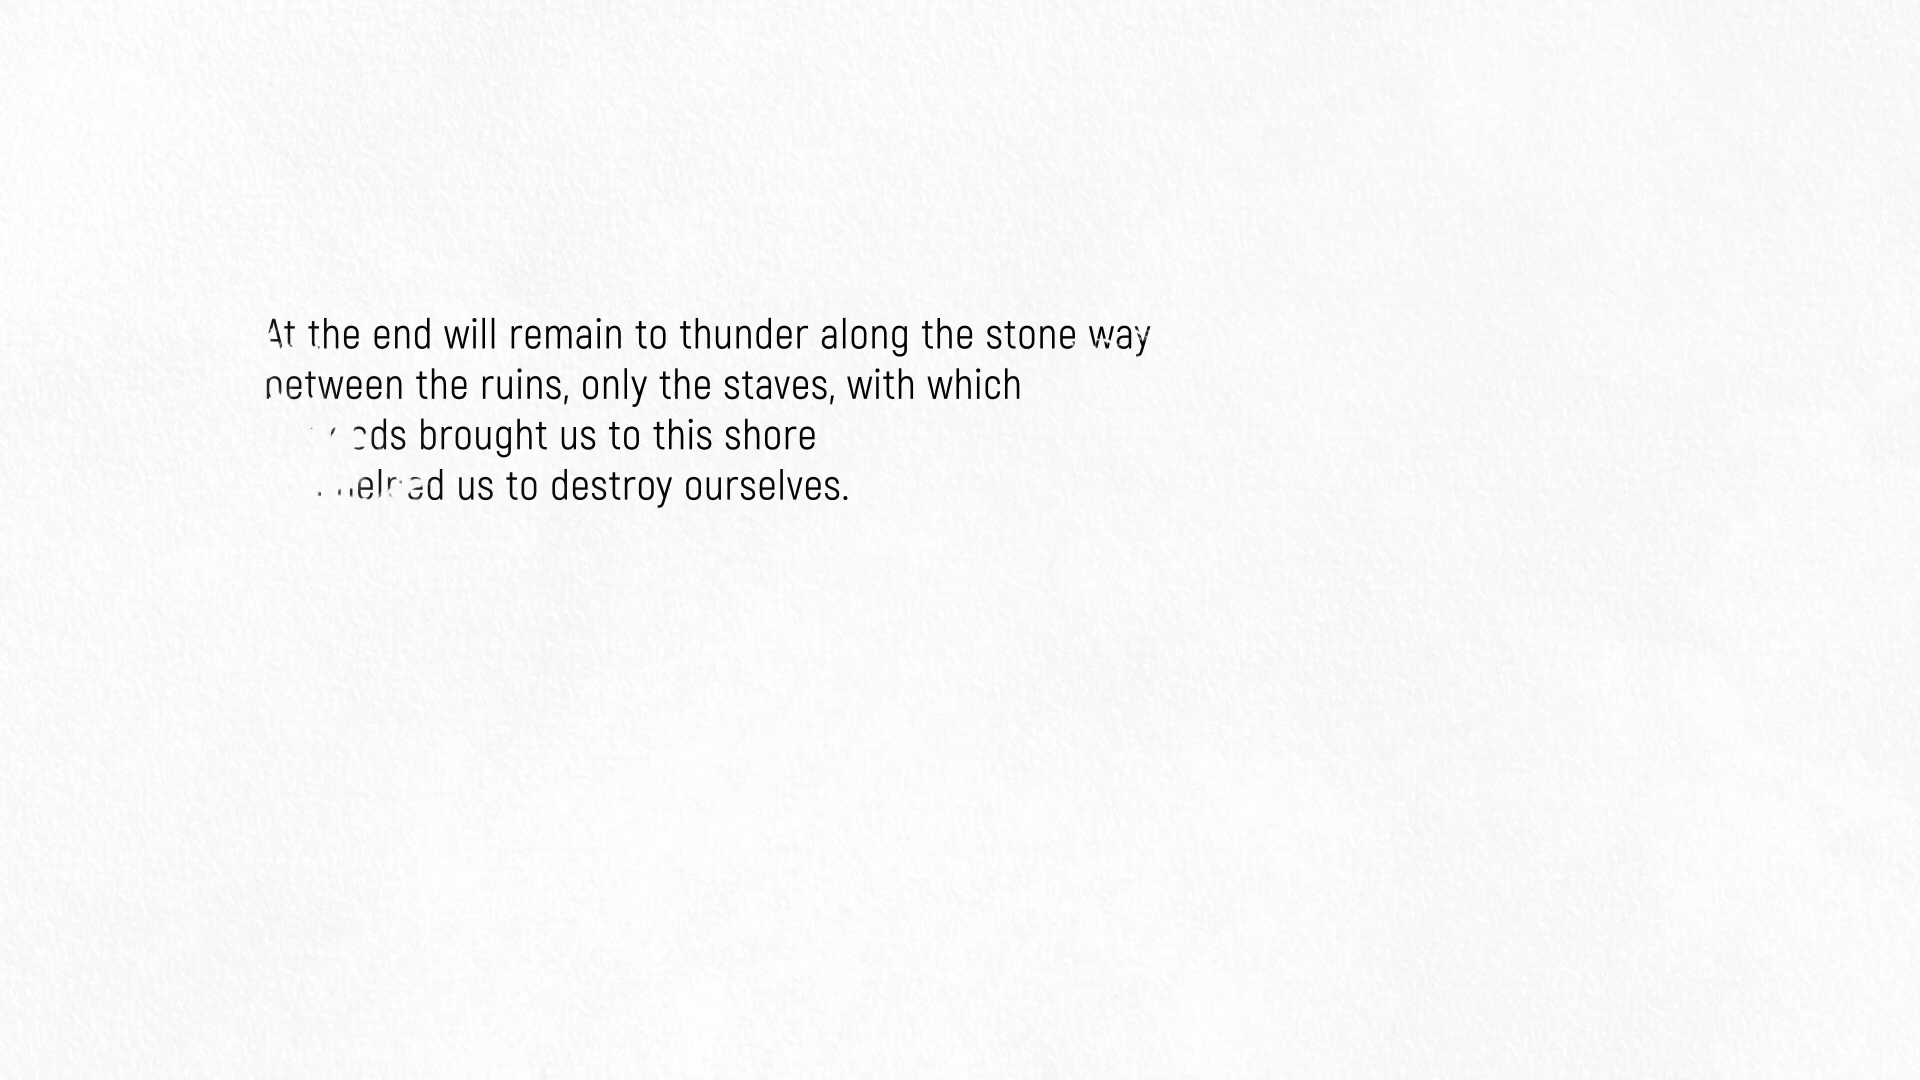 At the end will remain to thunder along the stone way
between the ruins, only the staves, with which
brought us to this shore
helped us to destroy ourselves.